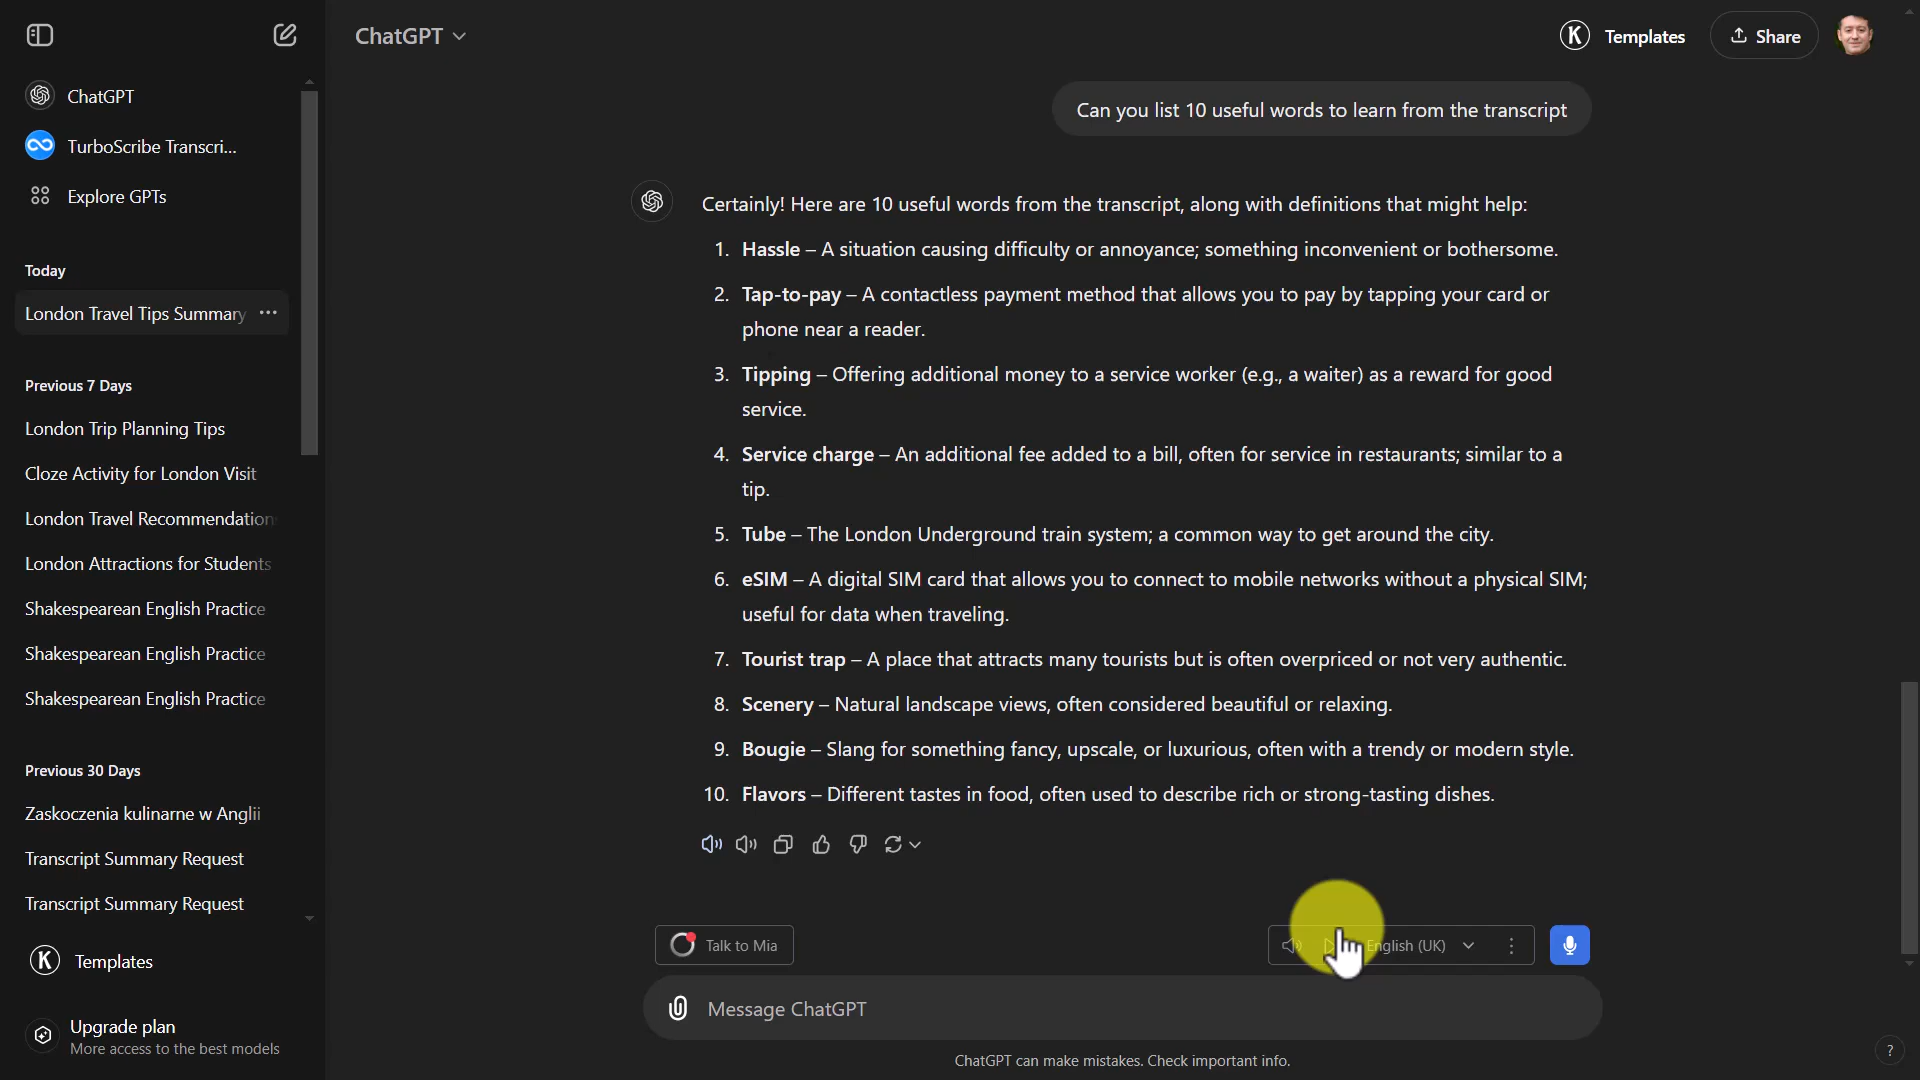 ChatGPT
K Templates
Share
ChatGPT
TurboScribe Transcri...
Explore GPTs
Today
London Travel Tips Summary
Previous 7 Days
London Trip Planning Tips
Cloze Activity for London Visit
London Travel Recommendation
London Attractions for Students
Shakespearean English Practice
Shakespearean English Practice
Shakespearean English Practice
Previous 30 Days
Zaskoczenia kulinarne w Anglii
Transcript Summary Request
Transcript Summary Request
K Templates
Upgrade plan
More access to the best models
Can you list 10 useful words to learn from the transcript
Certainly! Here are 10 useful words from the transcript, along with definitions that might help:
1. Hassle – A situation causing difficulty or annoyance; something inconvenient or bothersome.
2. Tap-to-pay – A contactless payment method that allows you to pay by tapping your card or
phone near a reader.
3. Tipping – Offering additional money to a service worker (e.g., a waiter) as a reward for good
service.
4. Service charge – An additional fee added to a bill, often for service in restaurants; similar to a
tip.
5. Tube – The London Underground train system; a common way to get around the city.
6. eSIM – A digital SIM card that allows you to connect to mobile networks without a physical SIM;
useful for data when traveling.
7. Tourist trap – A place that attracts many tourists but is often overpriced or not very authentic.
8. Scenery – Natural landscape views, often considered beautiful or relaxing.
9. Bougie – Slang for something fancy, upscale, or luxurious, often with a trendy or modern style.
10. Flavors – Different tastes in food, often used to describe rich or strong-tasting dishes.
Talk to Mia
English (UK)
Message ChatGPT
ChatGPT can make mistakes. Check important info.
?